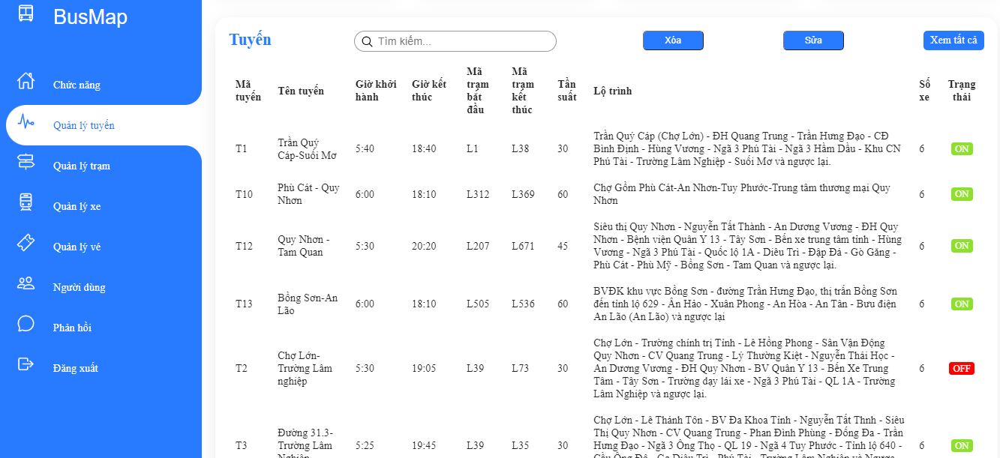 BusMap
Chức năng
Quản lý tuyến
Quản lý trạm
Quản lý xe
Quản lý vé
Người dùng
Phản hồi
Đăng xuất
Tuyến
Tìm kiếm...
Xóa
Sửa
Xem tất cả
Mã
tuyến
Tên tuyến
Giờ khởi
hành
Giờ kết
thúc
Mã
trạm
bắt
đầu
Mã
trạm
kết
thúc
Tần
suất
Lộ trình
Số
xe
Trạng
thái
T1
Trần Quý
Cáp-Suối Mơ
5:40
18:40
L1
L38
30
Trần Quý Cáp (Chợ Lớn) - ĐH Quang Trung - Trần Hưng Đạo - CĐ
Bình Định - Hùng Vương - Ngã 3 Phú Tài - Ngã 3 Hầm Dầu - Khu CN
Phú Tài - Trường Lâm Nghiệp - Suối Mơ và ngược lại.
6
ON
T10
Phù Cát - Quy
Nhơn
6:00
18:10
L312
L369
60
Chợ Gồm Phù Cát-An Nhơn-Tuy Phước-Trung tâm thương mại Quy
Nhơn
6
ON
T12
Quy Nhơn -
Tam Quan
5:30
20:20
L207
L671
45
Siêu thị Quy Nhơn - Nguyễn Tất Thành - An Dương Vương - ĐH Quy
Nhơn - Bệnh viện Quân Y 13 - Tây Sơn - Bến xe trung tâm tỉnh - Hùng
Vương - Ngã 3 Phú Tài - Quốc lộ 1A - Diêu Trì - Đập Đá - Gò Găng -
Phù Cát - Phù Mỹ - Bồng Sơn - Tam Quan và ngược lại.
6
ON
T13
Bồng Sơn-An
Lão
6:00
18:10
L505
L536
60
BVĐK khu vực Bồng Sơn - đường Trần Hưng Đạo, thị trấn Bồng Sơn
đến tỉnh lộ 629 - Ân Hảo - Xuân Phong - An Hòa - An Tân - Bưu điện
An Lão (An Lão) và ngược lại
6
ON
T2
Chợ Lớn-
Trường Lâm
nghiệp
5:30
19:05
L39
L73
30
Chợ Lớn - Trường chính trị Tỉnh - Lê Hồng Phong - Sân Vận Động
Quy Nhơn - CV Quang Trung - Lý Thường Kiệt - Nguyễn Thái Học -
An Dương Vương - ĐH Quy Nhơn - BV Quân Y 13 - Bến Xe Trung
Tâm - Tây Sơn - Trường dạy lái xe - Ngã 3 Phú Tài - QL 1A - Trường
Lâm Nghiệp và ngược lại.
6
OFF
T3
Đường 31.3-
Trường Lâm
Nghiệp
5:25
19:45
L39
L35
30
Chợ Lớn - Lê Thánh Tôn - BV Đa Khoa Tỉnh - Nguyễn Tất Thnh - Siêu
Thị Quy Nhơn - CV Quang Trung - Phan Đình Phùng - Đống Đa - Trần
Hưng Đạo - Ngã 3 Ông Thọ - QL 19 - Ngã 4 Tuy Phước - Tỉnh lộ 640 -
Cầu Ông Đô - Ga Diêu Trì - Phú Tài - Trường Lâm Nghiệp và Ngược
6
ON